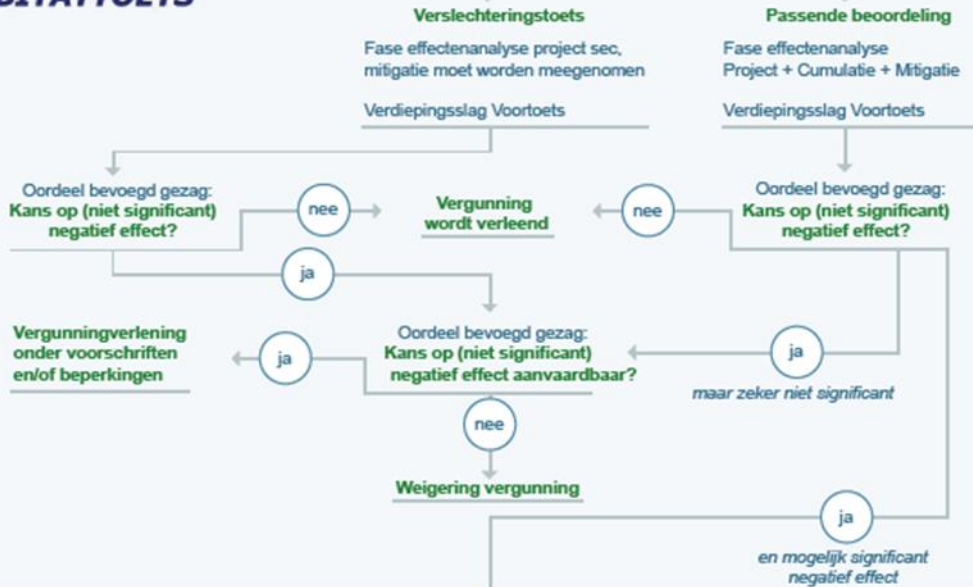 Verslechteringstoets
Fase effectenanalyse project sec,
mitigatie moet worden meegenomen
Verdiepingsslag Voortoets
Passende beoordeling
Fase effectenanalyse
Project + Cumulatie + Mitigatie
Verdiepingsslag Voortoets
Oordeel bevoegd gezag:
Kans op (niet significant)
negatief effect?
nee
Vergunning
wordt verleend
nee
Oordeel bevoegd gezag:
Kans op (niet significant)
negatief effect?
ja
Vergunningverlening
onder voorschriften
en/of beperkingen
ja
Oordeel bevoegd gezag:
Kans op (niet significant)
negatief effect aanvaardbaar?
ja
maar zeker niet significant
nee
Weigering vergunning
ja
en mogelijk significant
negatief effect